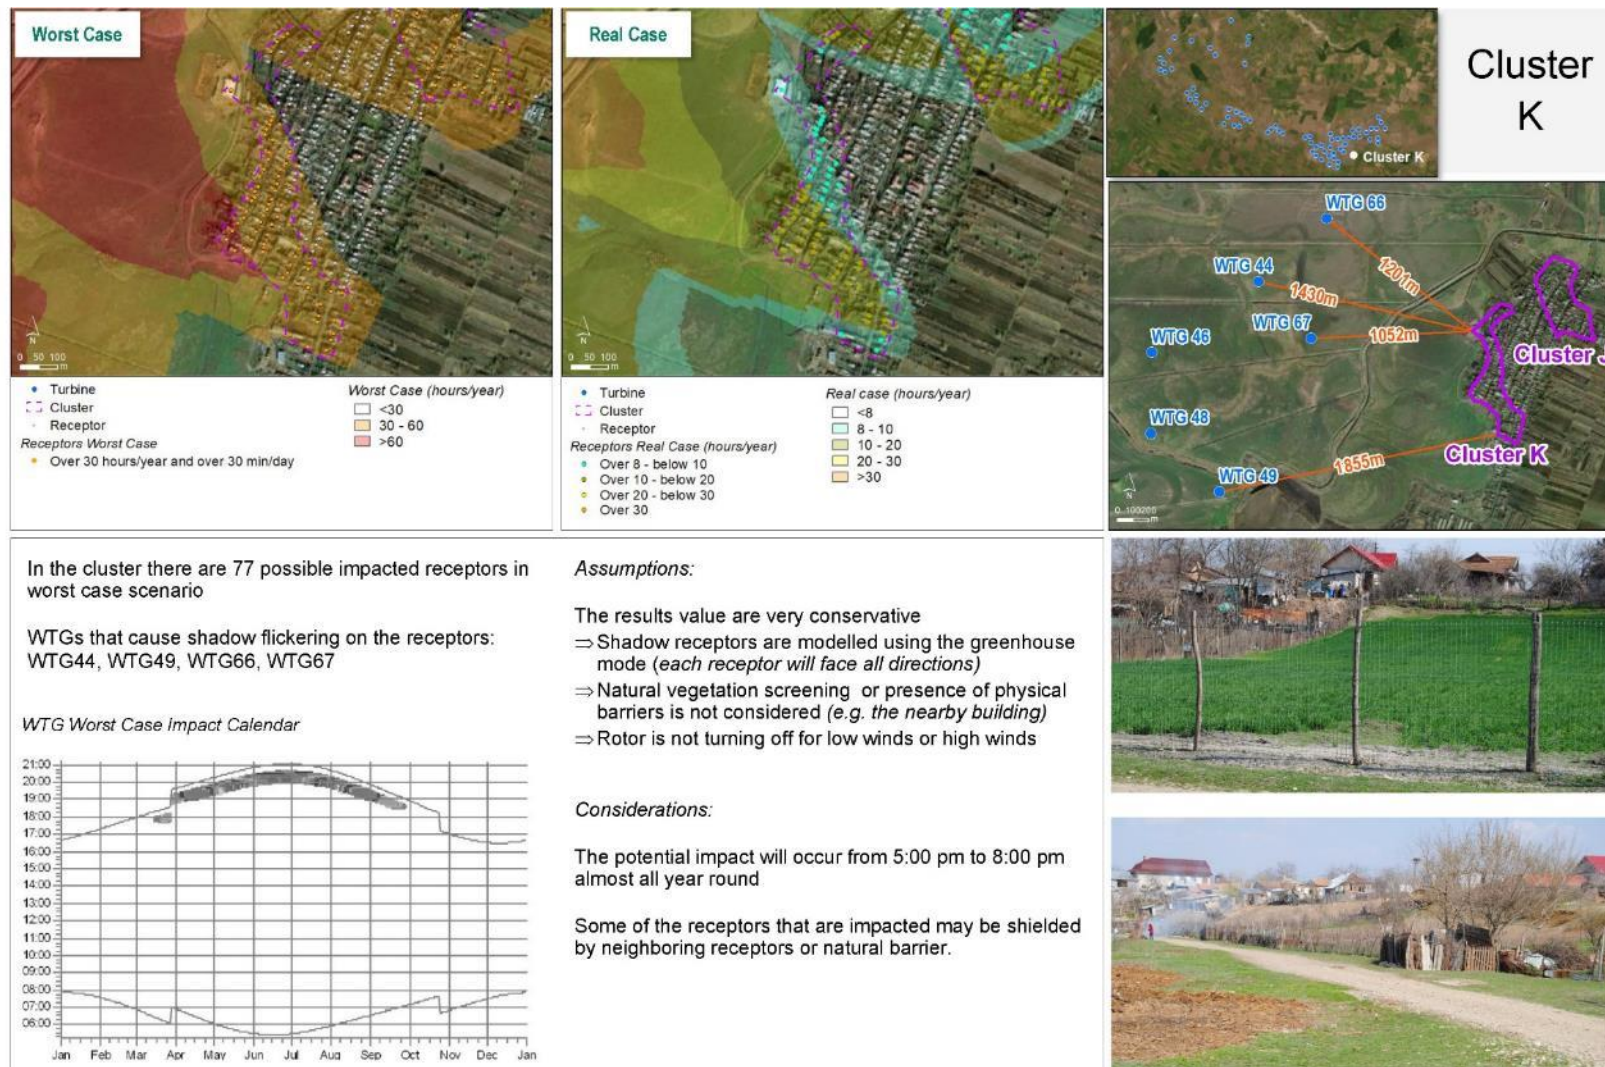 Worst Case
N
0 50 100
m
Turbine
Cluster
Receptor
Receptors Worst Case
Over 30 hours/year and over 30 min/day
Worst Case (hours/year)
<30
30 - 60
>60
Real Case
N
0 50 100
m
Turbine
Cluster
Receptor
Receptors Real Case (hours/year)
Over 8 - below 10
Over 10 - below 20
Over 20 - below 30
Over 30
Real case (hours/year)
<8
8 - 10
10 - 20
20 - 30
>30
Cluster K
Cluster
K
WTG 66
WTG 44
1201m
1430m
WTG 67
1052m
WTG 46
Cluster J
WTG 48
Cluster K
1855m
WTG 49
N
0 100200
m
In the cluster there are 77 possible impacted receptors in
worst case scenario
WTGs that cause shadow flickering on the receptors:
WTG44, WTG49, WTG66, WTG67
WTG Worst Case Impact Calendar
21:00
20:00
19:00
18:00
17:00
16:00
15:00
14:00
13:00
12:00
11:00
10:00
09:00
08:00
07:00
06:00
Jan Feb Mar Apr May Jun Jul Aug Sep Oct Nov Dec Jan
Assumptions:
The results value are very conservative
⇒ Shadow receptors are modelled using the greenhouse
mode (each receptor will face all directions)
⇒ Natural vegetation screening or presence of physical
barriers is not considered (e.g. the nearby building)
⇒ Rotor is not turning off for low winds or high winds
Considerations:
The potential impact will occur from 5:00 pm to 8:00 pm
almost all year round
Some of the receptors that are impacted may be shielded
by neighboring receptors or natural barrier.